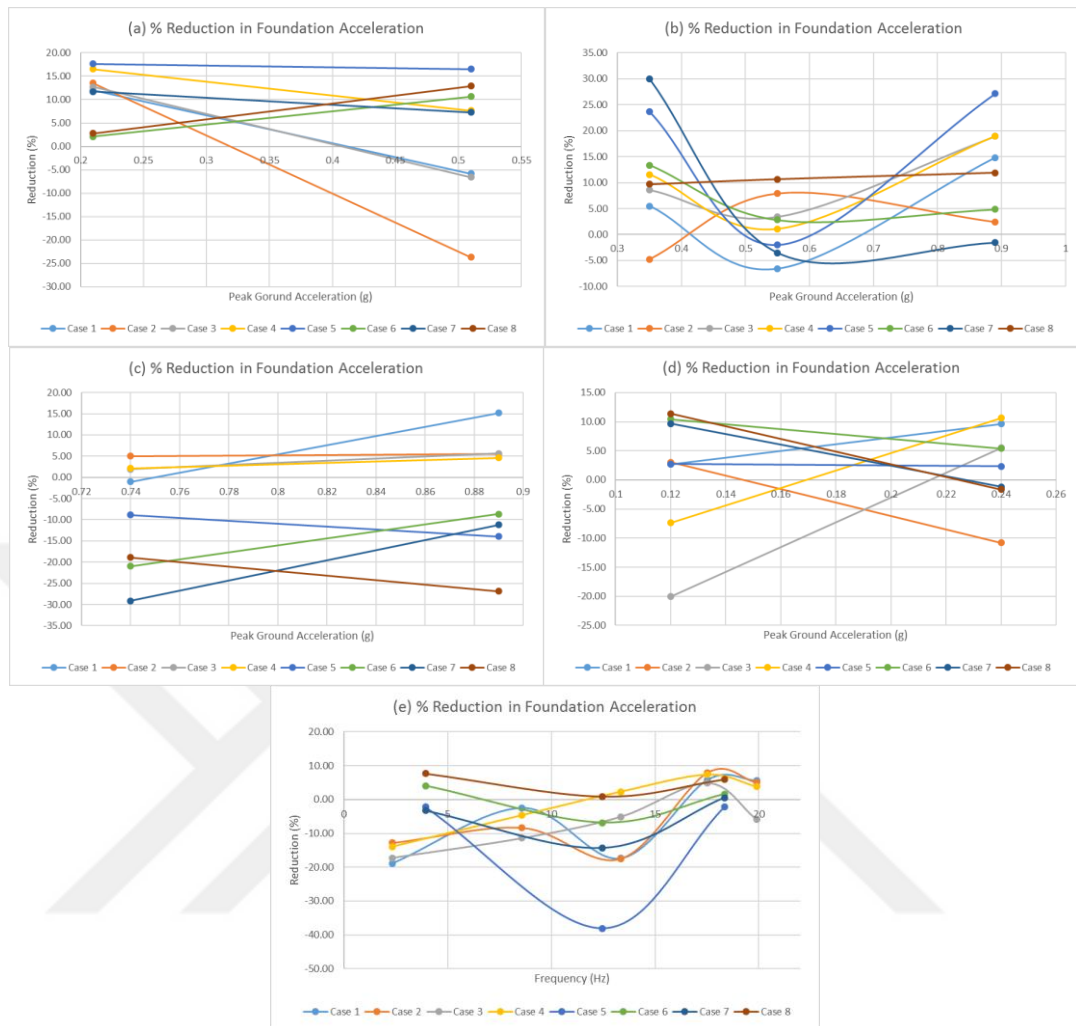 (a) % Reduction in Foundation Acceleration
20.00
15.00
10.00
5.00
0.00
-5.00
-10.00
-15.00
-20.00
-25.00
-30.00
0.2 0.25 0.3 0.35 0.4 0.45 0.5 0.55
Reduction (%)
Peak Gorund Acceleration (g)
Case 1 Case 2 Case 3 Case 4 Case 5 Case 6 Case 7 Case 8
(b) % Reduction in Foundation Acceleration
35.00
30.00
25.00
20.00
15.00
10.00
5.00
0.00
-5.00
-10.00
0.3 0.4 0.5 0.6 0.7 0.8 0.9 1
Reduction (%)
Peak Ground Acceleration (g)
Case 1 Case 2 Case 3 Case 4 Case 5 Case 6 Case 7 Case 8
(c) % Reduction in Foundation Acceleration
20.00
15.00
10.00
5.00
0.00
-5.00
-10.00
-15.00
-20.00
-25.00
-30.00
-35.00
0.72 0.74 0.76 0.78 0.8 0.82 0.84 0.86 0.88 0.9
Reduction (%)
Peak Ground Acceleration (g)
Case 1 Case 2 Case 3 Case 4 Case 5 Case 6 Case 7 Case 8
(d) % Reduction in Foundation Acceleration
15.00
10.00
5.00
0.00
-5.00
-10.00
-15.00
-20.00
-25.00
0.1 0.12 0.14 0.16 0.18 0.2 0.22 0.24 0.26
Reduction (%)
Peak Ground Acceleration (g)
Case 1 Case 2 Case 3 Case 4 Case 5 Case 6 Case 7 Case 8
(e) % Reduction in Foundation Acceleration
20.00
10.00
0.00
-10.00
-20.00
-30.00
-40.00
-50.00
0 5 10 15 20
Reduction (%)
Frequency (Hz)
Case 1 Case 2 Case 3 Case 4 Case 5 Case 6 Case 7 Case 8